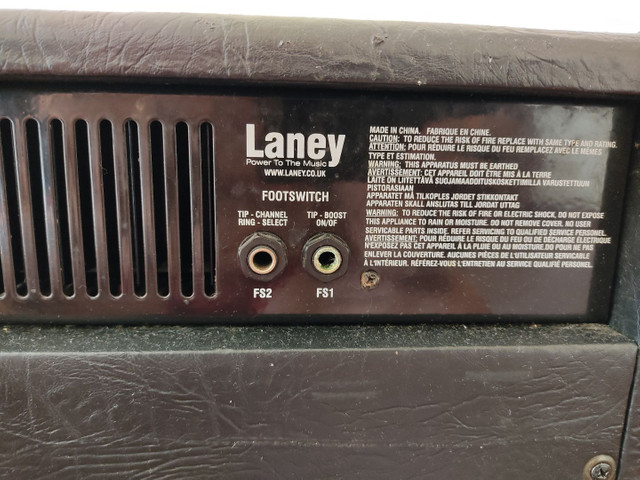 Laney
Power To The Music
WWW.LANEY.CO.UK
FOOTSWITCH
TIP - CHANNEL
RING - SELECT
TIP - BOOST
ON/OF
FS2
FS1
MADE IN CHINA. FABRIQUE EN CHINE.
CAUTION: TO REDUCE THE RISK OF FIRE REPLACE WITH SAME TYPE AND RATING.
ATTENTION: POUR RÉDUIRE LE RISQUE DU FEU REMPLACEZ AVEC LE MEMES
TYPE ET ESTIMATION.
WARNING: THIS APPARATUS MUST BE EARTHED
AVERTISSEMENT: CET APPAREIL DOIT ÊTRE MIS À LA TERRE
LAITE ON LIITETTÄVÄ SUOJAMAADOITUSKOSKETTIMILLA VARUSTETTUUN
PISTORASIAAN
APPARATET MÅ TILKOPLES JORDET STIKKONTAKT
APPARATEN SKALL ANSLUTAS TILL JORDAT UTTAG
WARNING: TO REDUCE THE RISK OF FIRE OR ELECTRIC SHOCK, DO NOT EXPOSE
THIS APPLIANCE TO RAIN OR MOISTURE. DO NOT REMOVE COVER. NO USER
SERVICABLE PARTS INSIDE. REFER SERVICING TO QUALIFIED SERVICE PERSONEL.
AVERTISSEMENT: POUR RÉDUIRE LE RISQUE DU FEU OU DE DÉCHARGE ÉLECTRIQUE
N'EXPOSEZ PAS CET APPAREIL À LA PLUIE OU AU MOISTURE.DO POUR NE PAS
ENLEVER LA COUVERTURE. AUCUNES PIÈCES DE L'UTILISATEUR SERVICABLE
À L'INTÉRIEUR. RÉFÉREZ-VOUS L'ENTRETIEN AU SERVICE QUALIFIÉ PERSONEL.